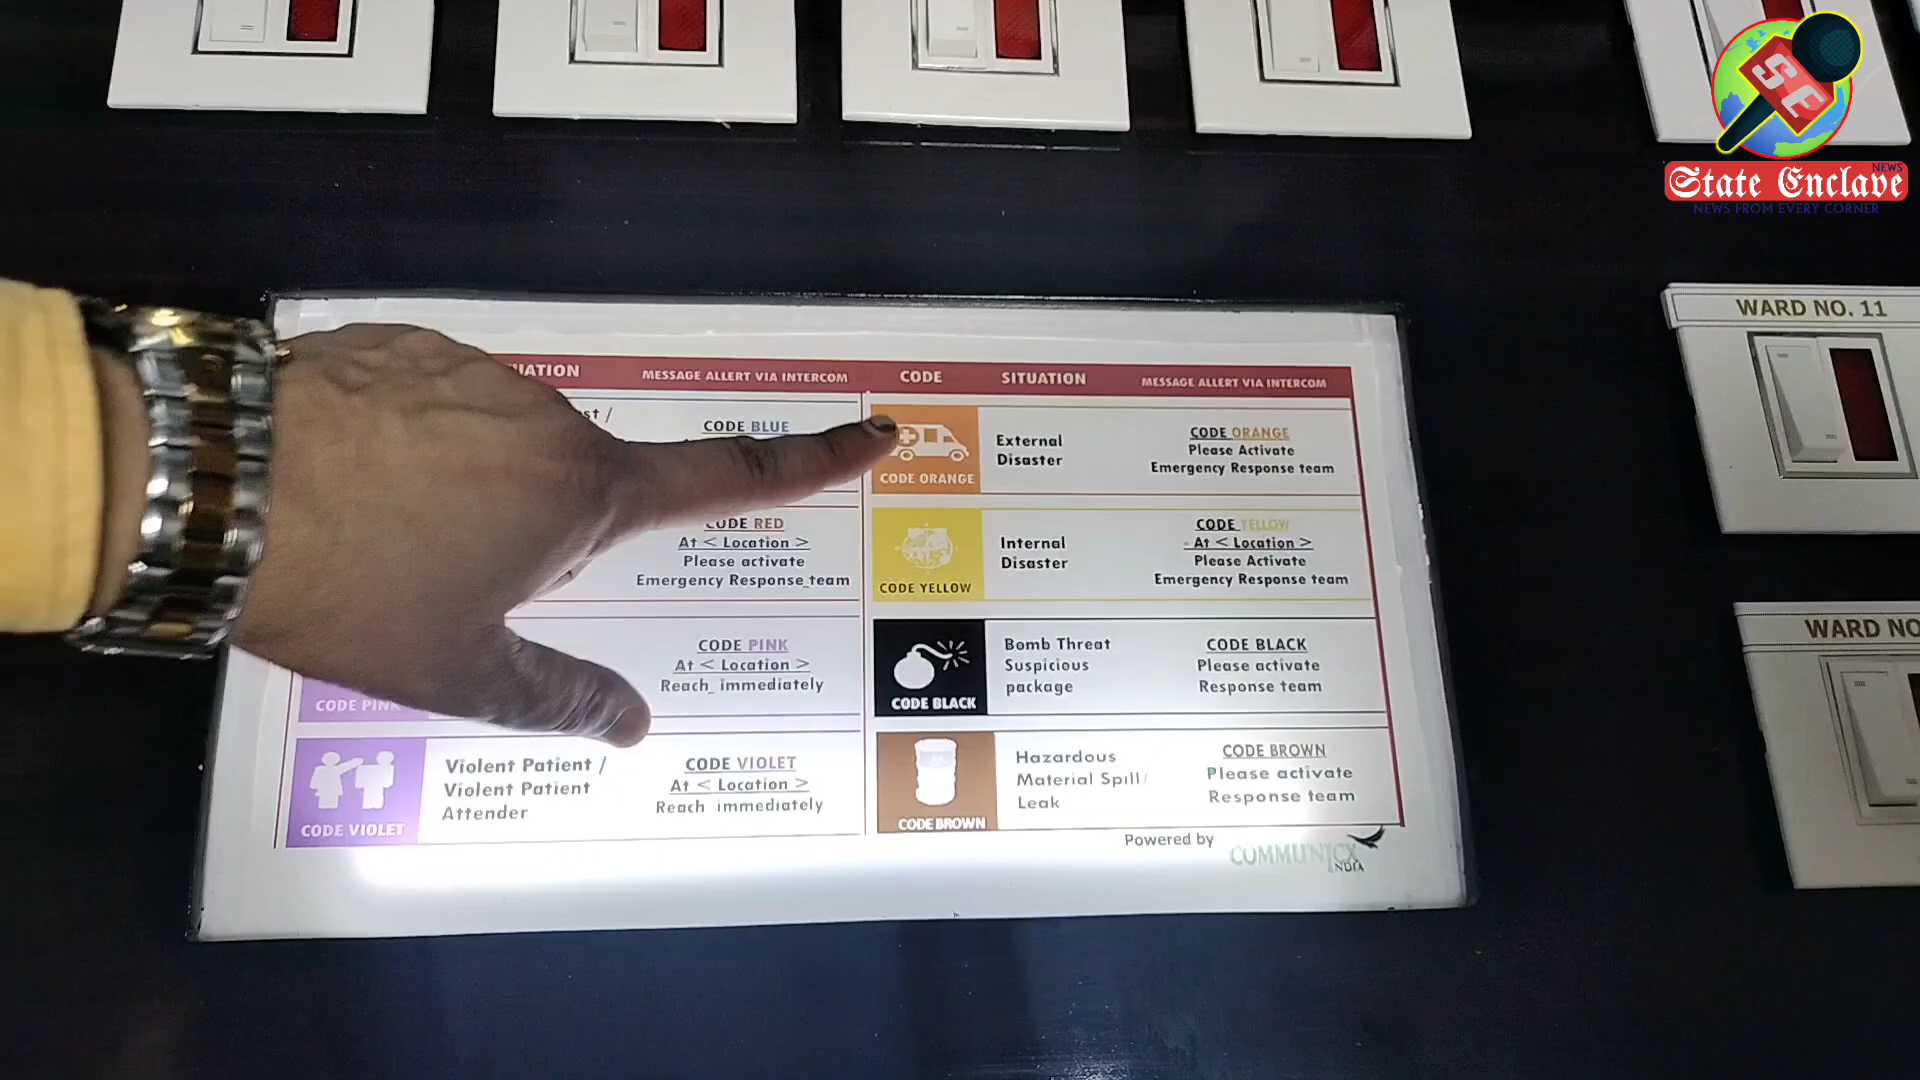 SE
NEWS
State Enclave
NEWS FROM EVERY CORNER
WARD NO. 11
WARD NO
UATION MESSAGE ALLERT VIA INTERCOM
st /
CODE BLUE
CODE RED
At < Location >
Please activate
Emergency Response team
CODE PINK
CODE PINK
At < Location >
Reach immediately
CODE VIOLET
Violent Patient /
Violent Patient
Attender
CODE VIOLET
At < Location >
Reach immediately
CODE SITUATION MESSAGE ALLERT VIA INTERCOM
CODE ORANGE
External
Disaster
CODE ORANGE
Please Activate
Emergency Response team
CODE YELLOW
Internal
Disaster
CODE YELLOW
- At < Location >
Please Activate
Emergency Response team
CODE BLACK
Bomb Threat
Suspicious
package
CODE BLACK
Please activate
Response team
CODE BROWN
Hazardous
Material Spill/
Leak
CODE BROWN
Please activate
Response team
Powered by
COMMUNICX
INDIA